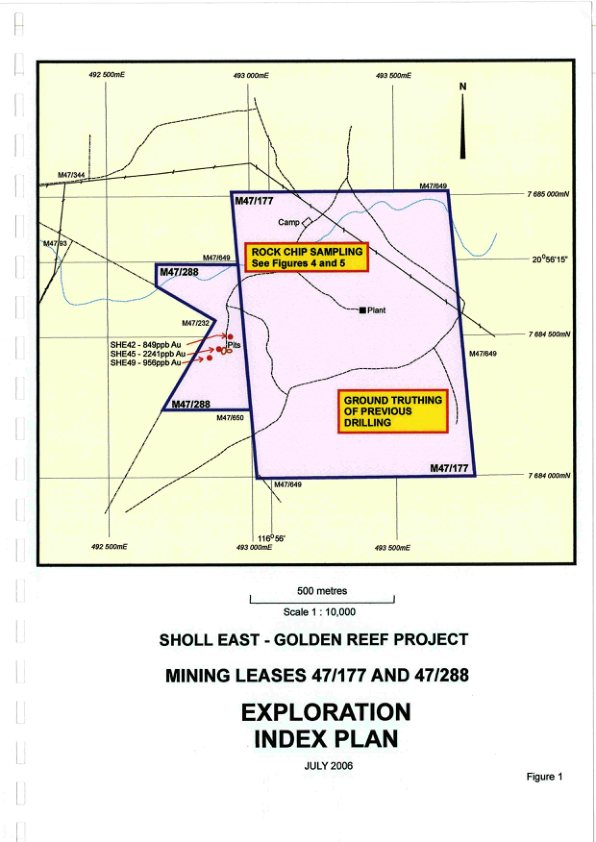 492 500mE
493 000mE
493 500mE
N
M47/344
M47/177
M47/649
7 685 000mN
Camp
M47/93
ROCK CHIP SAMPLING
See Figures 4 and 5
M47/649
20°56'15"
M47/288
Plant
M47/232
7 684 500mN
SHE42 - 849ppb Au
Pits
SHE45 - 2241ppb Au
SHE49 - 956ppb Au
M47/649
GROUND TRUTHING
OF PREVIOUS
DRILLING
M47/288
M47/650
M47/177
7 684 000mN
M47/649
116°56'
492 500mE
493 000mE
493 500mE
500 metres
Scale 1 : 10,000
SHOLL EAST - GOLDEN REEF PROJECT
MINING LEASES 47/177 AND 47/288
EXPLORATION
INDEX PLAN
JULY 2006
Figure 1